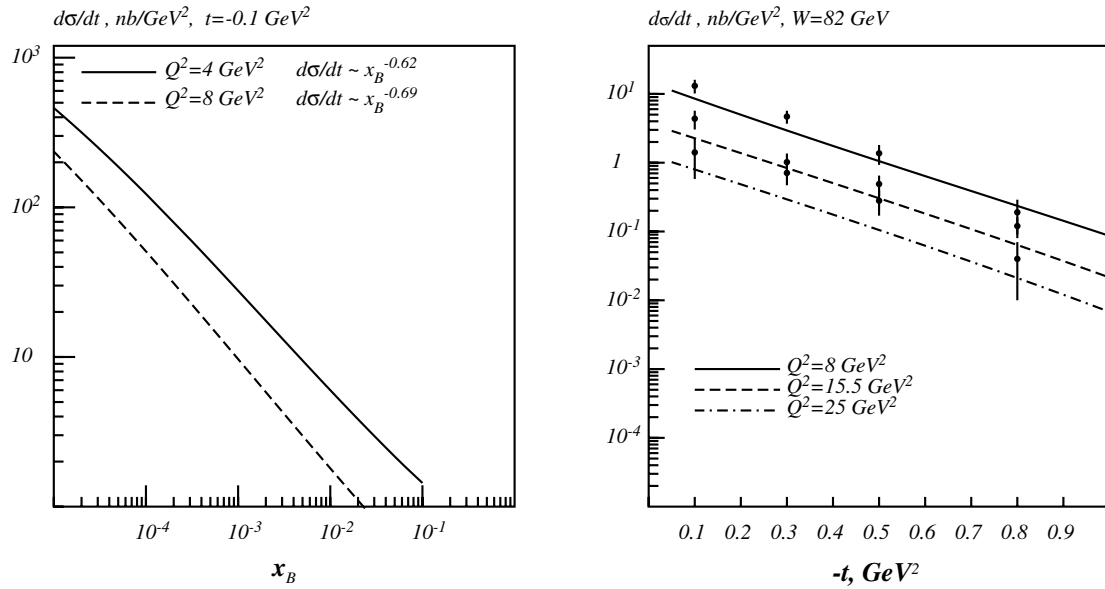 dσ/dt , nb/GeV², t=-0.1 GeV²
10³
Q²=4 GeV² dσ/dt ~ x_B^-0.62
Q²=8 GeV² dσ/dt ~ x_B^-0.69
10²
10
10⁻⁴ 10⁻³ 10⁻² 10⁻¹
x_B
dσ/dt , nb/GeV², W=82 GeV
10¹
1
10⁻¹
10⁻²
10⁻³
Q²=8 GeV²
Q²=15.5 GeV²
Q²=25 GeV²
10⁻⁴
0.1 0.2 0.3 0.4 0.5 0.6 0.7 0.8 0.9
-t, GeV²